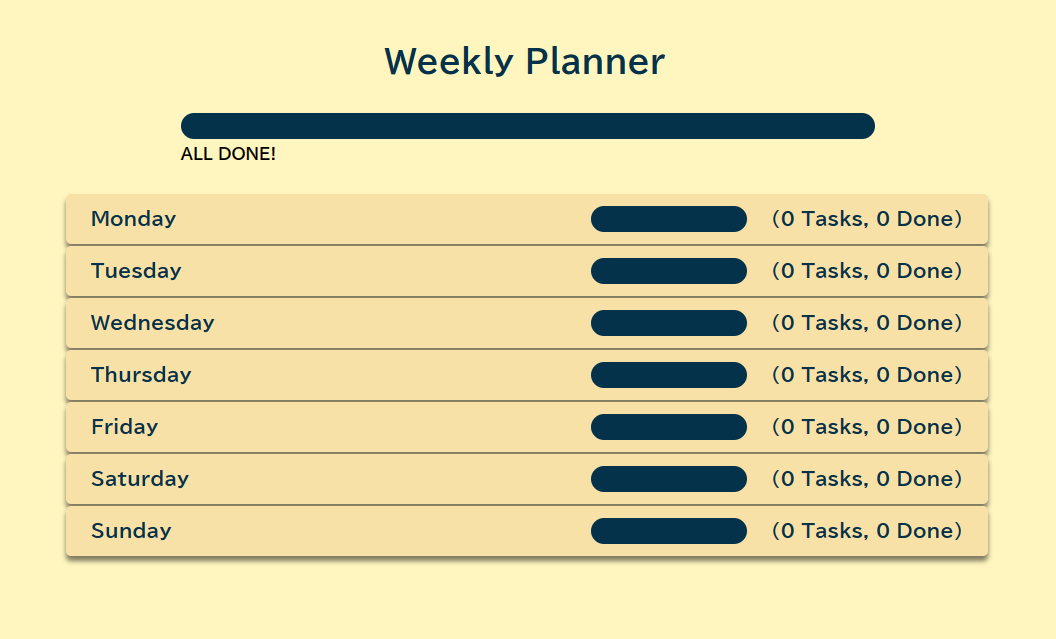 Weekly Planner
ALL DONE!
Monday (0 Tasks, 0 Done)
Tuesday (0 Tasks, 0 Done)
Wednesday (0 Tasks, 0 Done)
Thursday (0 Tasks, 0 Done)
Friday (0 Tasks, 0 Done)
Saturday (0 Tasks, 0 Done)
Sunday (0 Tasks, 0 Done)